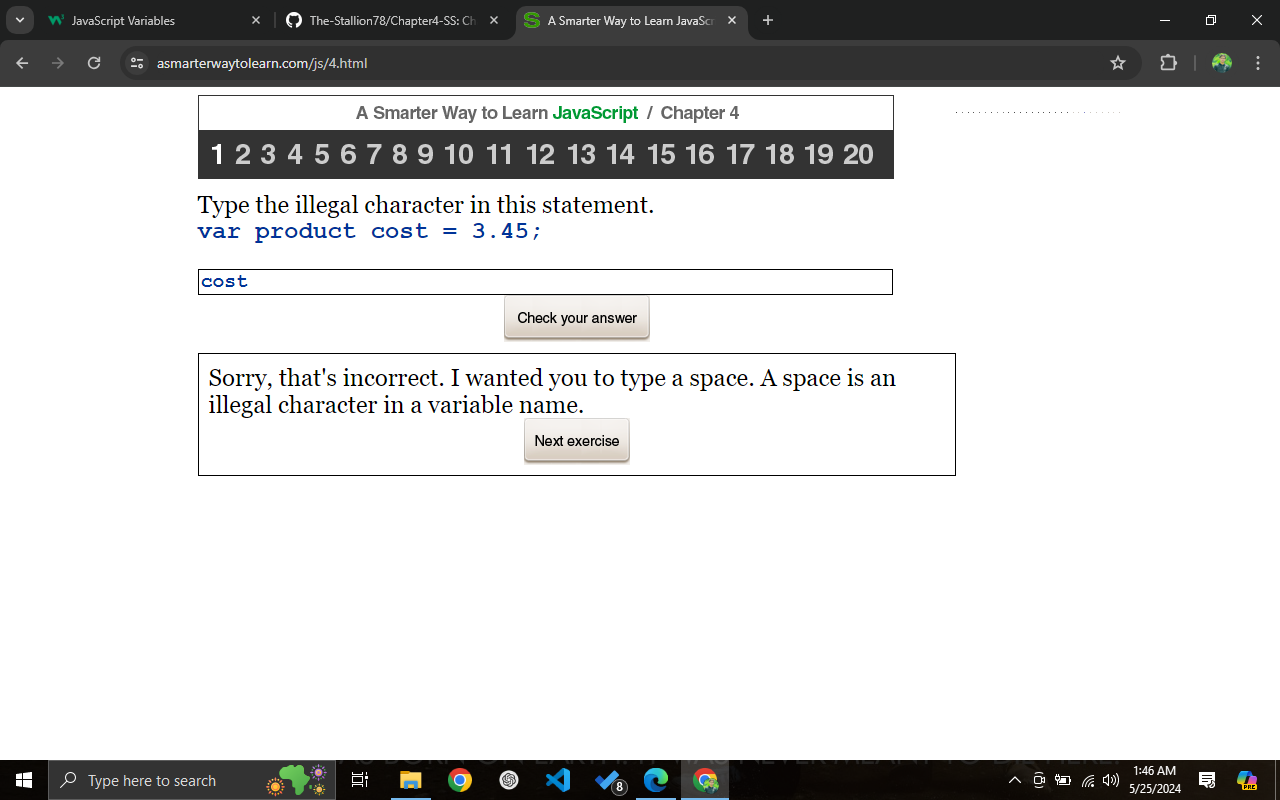 JavaScript Variables
The-Stallion78/Chapter4-SS: Ch
A Smarter Way to Learn JavaScr
asmarterwaytolearn.com/js/4.html
A Smarter Way to Learn JavaScript / Chapter 4
1 2 3 4 5 6 7 8 9 10 11 12 13 14 15 16 17 18 19 20
Type the illegal character in this statement.
var product cost = 3.45;
cost
Check your answer
Sorry, that's incorrect. I wanted you to type a space. A space is an
illegal character in a variable name.
Next exercise
Type here to search
8
1:46 AM
5/25/2024
PRE